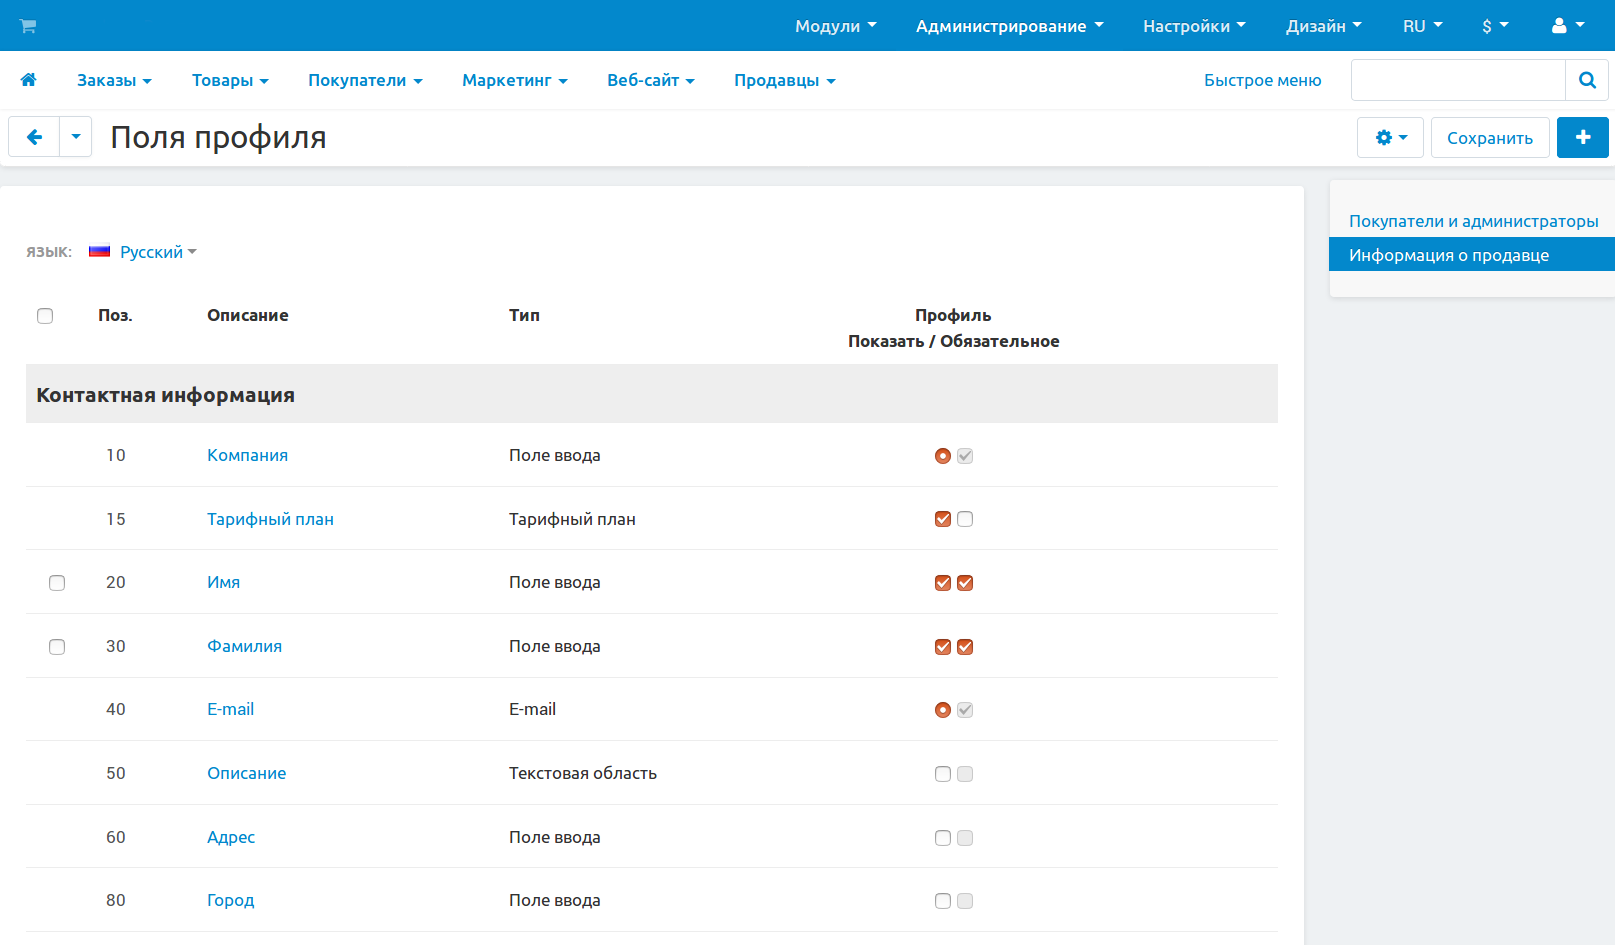 Модули Администрирование Настройки Дизайн RU $
Заказы Товары Покупатели Маркетинг Веб-сайт Продавцы Быстрое меню
Поля профиля Сохранить
Покупатели и администраторы
Информация о продавце
ЯЗЫК: Русский
Поз. Описание Тип Профиль
Показать / Обязательное
Контактная информация
10 Компания Поле ввода
15 Тарифный план Тарифный план
20 Имя Поле ввода
30 Фамилия Поле ввода
40 E-mail E-mail
50 Описание Текстовая область
60 Адрес Поле ввода
80 Город Поле ввода